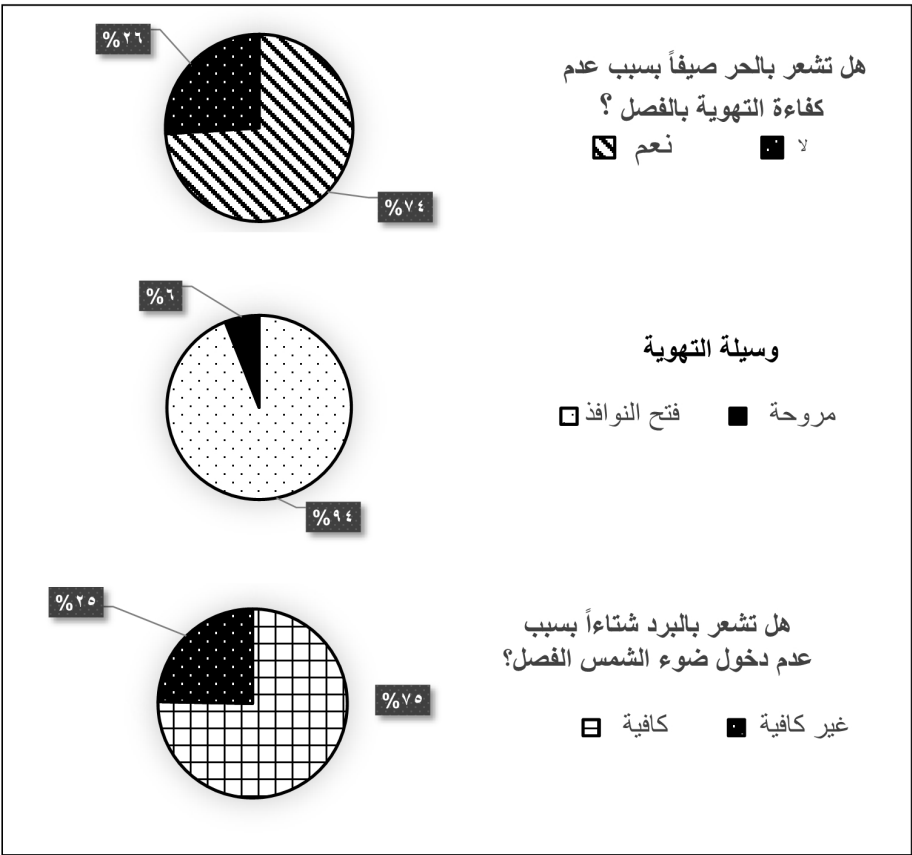 هل تشعر بالحر صيفاً بسبب عدم
كفاءة التهوية بالفصل ؟
لا
نعم
%٢٦
%٧٤
وسيلة التهوية
مروحة
فتح النوافذ
%٦
%٩٤
هل تشعر بالبرد شتاءاً بسبب
عدم دخول ضوء الشمس الفصل؟
غير كافية
كافية
%٢٥
%٧٥